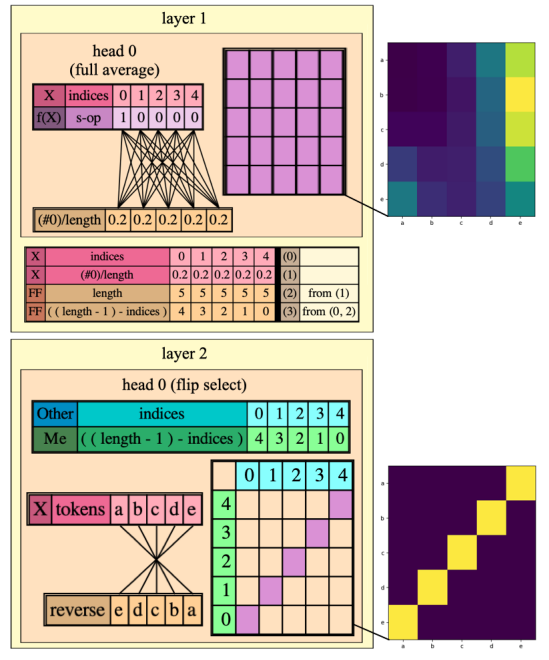 layer 1
head 0
(full average)
X indices 0 1 2 3 4
f(X) s-op 1 0 0 0 0
(#0)/length 0.2 0.2 0.2 0.2 0.2
X indices 0 1 2 3 4 (0)
X (#0)/length 0.2 0.2 0.2 0.2 0.2 (1)
FF length 5 5 5 5 5 (2) from (1)
FF ( ( length - 1 ) - indices ) 4 3 2 1 0 (3) from (0, 2)
a
b
c
d
e
a b c d e
layer 2
head 0 (flip select)
Other indices 0 1 2 3 4
Me ( ( length - 1 ) - indices ) 4 3 2 1 0
X tokens a b c d e
reverse e d c b a
0 1 2 3 4
4
3
2
1
0
a
b
c
d
e
a b c d e